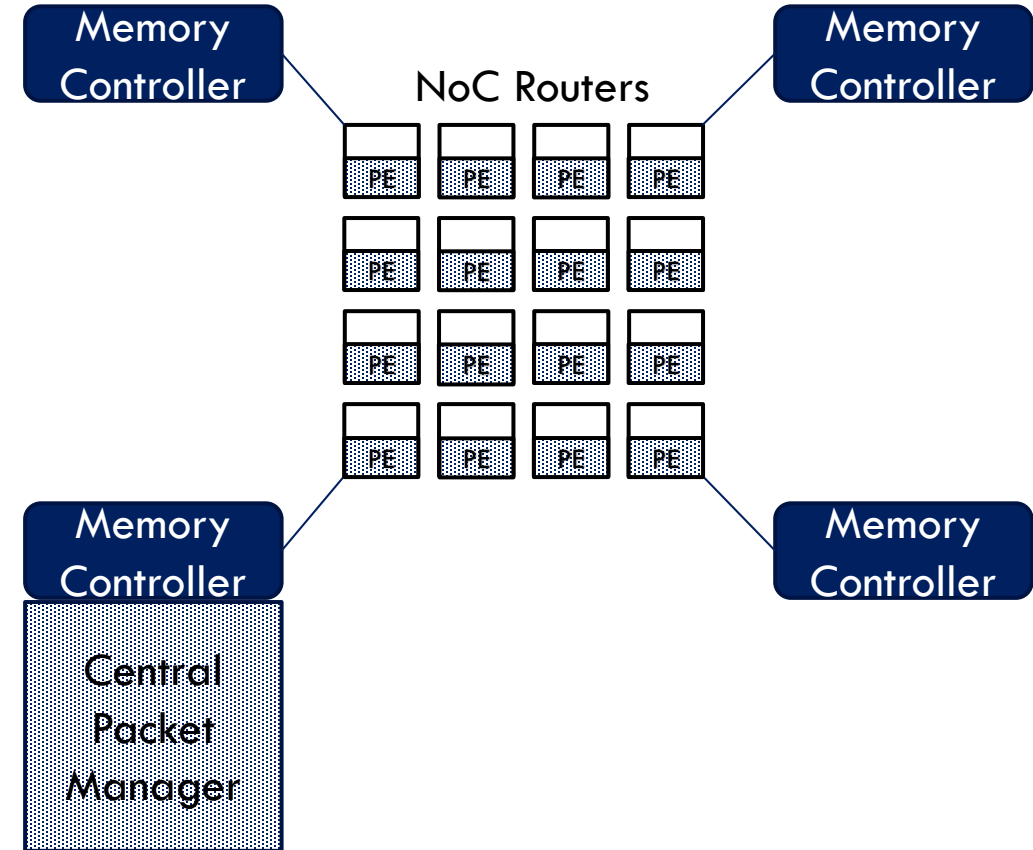 Memory
Controller
Memory
Controller
NoC Routers
PE PE PE PE
PE PE PE PE
PE PE PE PE
PE PE PE PE
Memory
Controller
Memory
Controller
Central
Packet
Manager